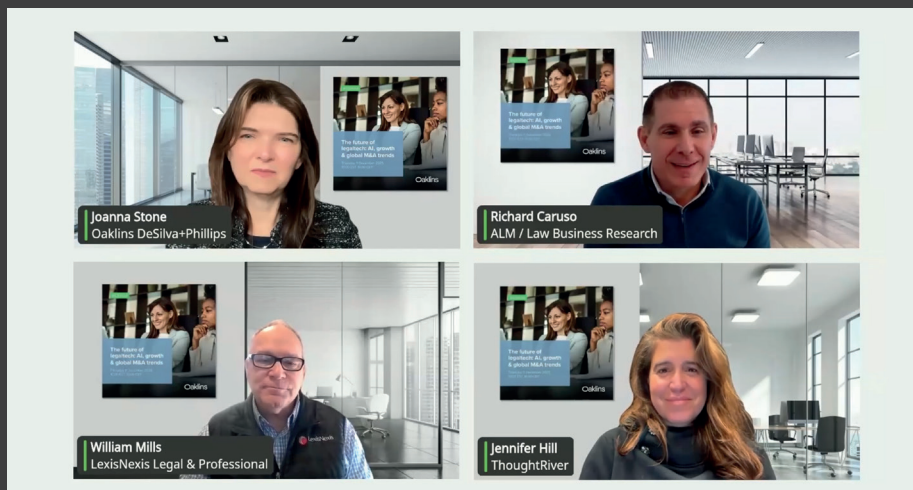 The future of
legaltech: AI, growth
& global M&A trends
Oaklins
Joanna Stone
Oaklins DeSilva+Phillips
The future of
legaltech: AI, growth
& global M&A trends
Oaklins
Richard Caruso
ALM / Law Business Research
The future of
legaltech: AI, growth
& global M&A trends
Oaklins
LexisNexis
William Mills
LexisNexis Legal & Professional
The future of
legaltech: AI, growth
& global M&A trends
Oaklins
Jennifer Hill
ThoughtRiver